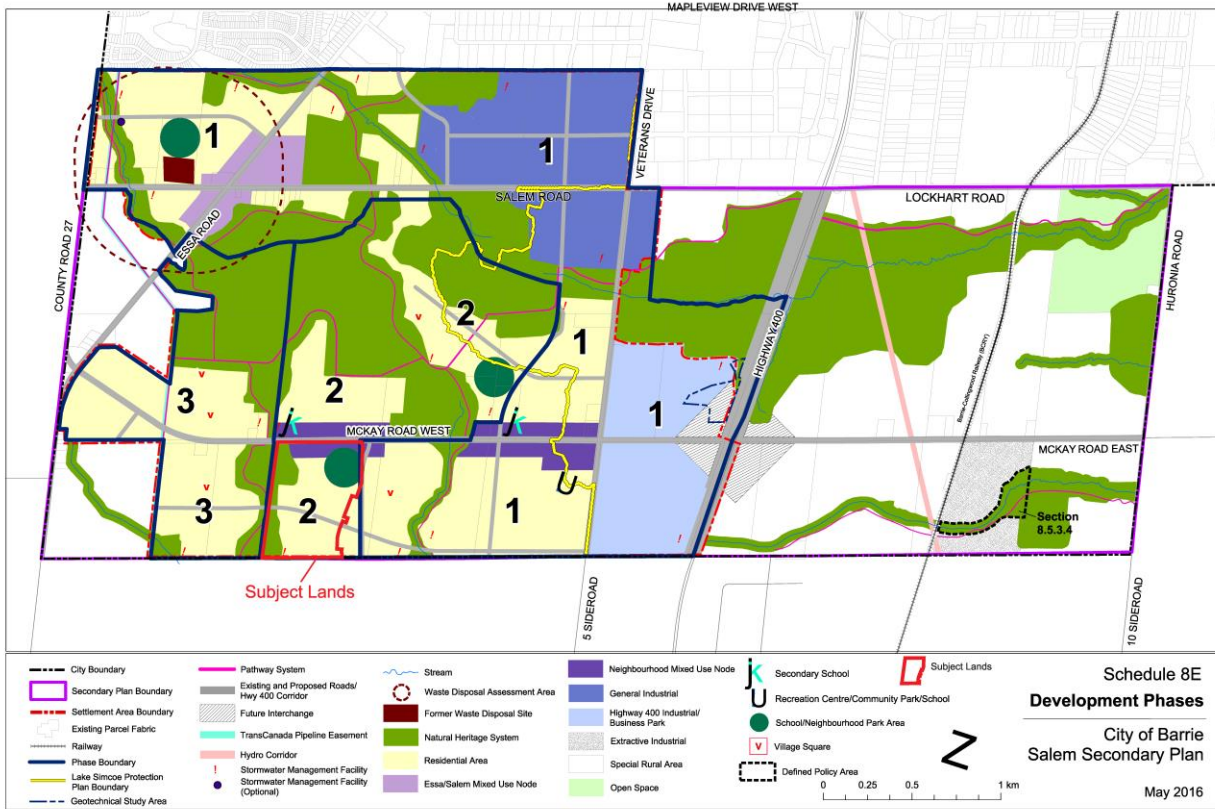 MAPLEVIEW DRIVE WEST
VETERANS DRIVE
1
1
SALEM ROAD
LOCKHART ROAD
COUNTY ROAD 27
ESSA ROAD
HURONIA ROAD
HIGHWAY 400
Barrie-Collingwood Railway (BCRY)
2
1
v
2
3
v
v
jk
jk
1
MCKAY ROAD WEST
MCKAY ROAD EAST
U
3
2
v
1
Section
8.5.3.4
Subject Lands
5 SIDEROAD
10 SIDEROAD
City Boundary
Secondary Plan Boundary
Settlement Area Boundary
Existing Parcel Fabric
Railway
Phase Boundary
Lake Simcoe Protection
Plan Boundary
Geotechnical Study Area
Pathway System
Existing and Proposed Roads/
Hwy 400 Corridor
Future Interchange
TransCanada Pipeline Easement
Hydro Corridor
! Stormwater Management Facility
Stormwater Management Facility
(Optional)
Stream
Waste Disposal Assessment Area
Former Waste Disposal Site
Natural Heritage System
Residential Area
Essa/Salem Mixed Use Node
Neighbourhood Mixed Use Node
General Industrial
Highway 400 Industrial/
Business Park
Extractive Industrial
Special Rural Area
Open Space
jk Secondary School
U Recreation Centre/Community Park/School
School/Neighbourhood Park Area
v Village Square
Defined Policy Area
Subject Lands
0 0.25 0.5 1 km
Z
Schedule 8E
Development Phases
City of Barrie
Salem Secondary Plan
May 2016